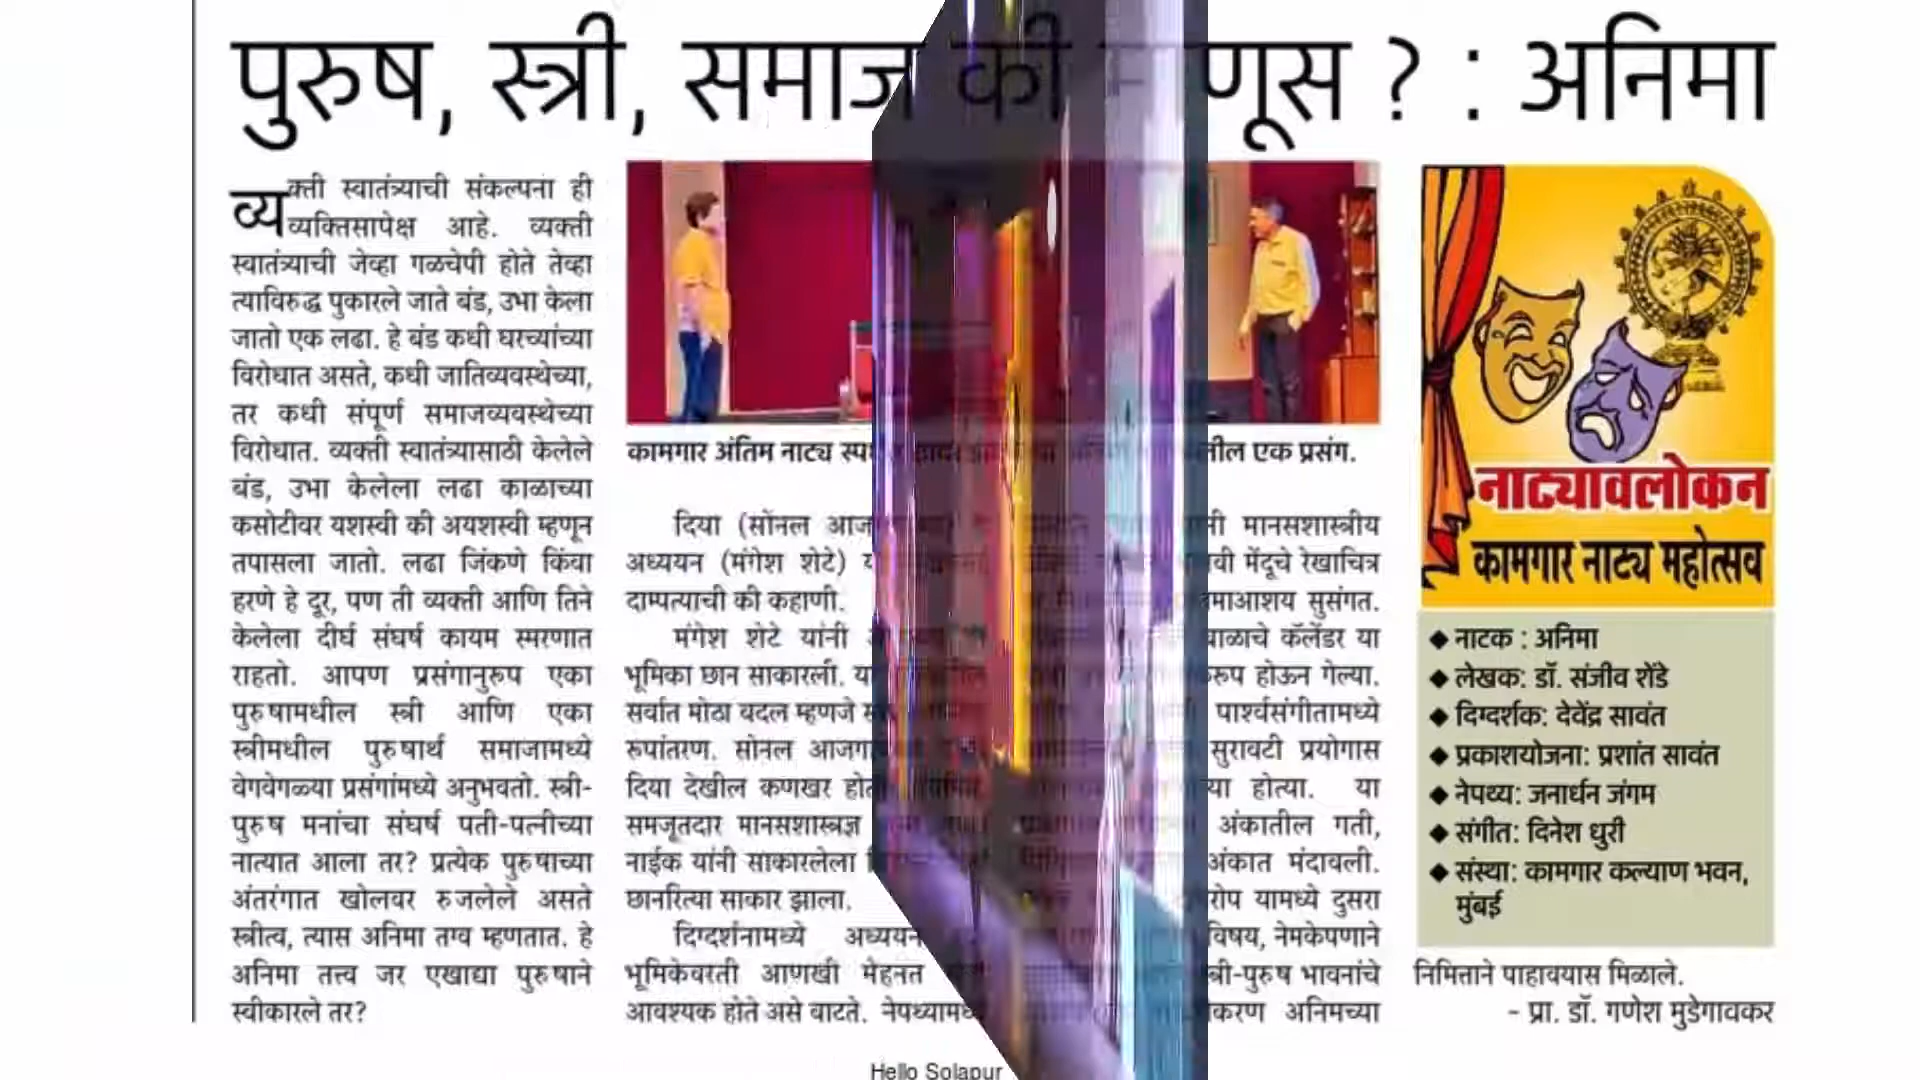 पुरुष, स्त्री, समाज की णूस ? : अनिमा
व्यक्ती स्वातंत्र्याची संकल्पना ही
व्यक्तिसापेक्ष आहे. व्यक्ती
स्वातंत्र्याची जेव्हा गळचेपी होते तेव्हा
त्याविरुद्ध पुकारले जाते बंड, उभा केला
जातो एक लढा. हे बंड कधी घरच्यांच्या
विरोधात असते, कधी जातिव्यवस्थेच्या,
तर कधी संपूर्ण समाजव्यवस्थेच्या
विरोधात. व्यक्ती स्वातंत्र्यासाठी केलेले
बंड, उभा केलेला लढा काळाच्या
कसोटीवर यशस्वी की अयशस्वी म्हणून
तपासला जातो. लढा जिंकणे किंवा
हरणे हे दूर, पण ती व्यक्ती आणि तिने
केलेला दीर्घ संघर्ष कायम स्मरणात
राहतो. आपण प्रसंगानुरुप एका
पुरुषामधील स्त्री आणि एका
स्त्रीमधील पुरुषार्थ समाजामध्ये
वेगवेगळ्या प्रसंगांमध्ये अनुभवतो. स्त्री-
पुरुष मनांचा संघर्ष पती-पत्नीच्या
नात्यात आला तर? प्रत्येक पुरुषाच्या
अंतरंगात खोलवर रुजलेले असते
स्त्रीत्व, त्यास अनिमा तत्व म्हणतात. हे
अनिमा तत्त्व जर एखाद्या पुरुषाने
स्वीकारले तर?
कामगार अंतिम नाट्य
दिया (सोनल
अध्ययन (मंगेश शेटे)
दाम्पत्याची की कहाणी.
मंगेश शेटे यांनी
भूमिका छान साकारली.
सर्वात मोठा बदल म्हणजे
रुपांतरण. सोनल
दिया देखील कणखर
समजूतदार मानसशास्त्रज्ञ
नाईक यांनी साकारलेला
छानरित्या साकार झाला.
दिग्दर्शनामध्ये अध्ययन
भूमिकेवरती आणखी मेहनत
आवश्यक होते असे वाटते. नेपथ्यामध्ये
तील एक प्रसंग.
नी मानसशास्त्रीय
वी मेंदूचे रेखाचित्र
सुसंगत.
बाळाचे कॅलेंडर या
होऊन गेल्या.
पार्श्वसंगीतामध्ये
सुरावटी प्रयोगास
होत्या. या
अंकातील गती,
अंकात मंदावली.
यामध्ये दुसरा
विषय, नेमकेपणाने
स्त्री-पुरुष भावनांचे
अनिमच्या
नाट्यावलोकन
कामगार नाट्य महोत्सव
◆ नाटक : अनिमा
◆ लेखक: डॉ. संजीव शेंडे
◆ दिग्दर्शक: देवेंद्र सावंत
◆ प्रकाशयोजना: प्रशांत सावंत
◆ नेपथ्य: जनार्धन जंगम
◆ संगीत: दिनेश धुरी
◆ संस्था: कामगार कल्याण भवन,
मुंबई
निमित्ताने पाहावयास मिळाले.
- प्रा. डॉ. गणेश मुडेगावकर
Hello Solapur